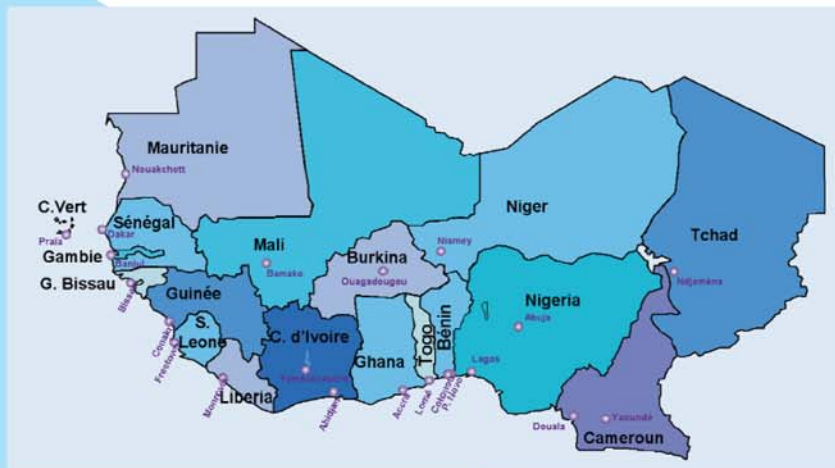 Mauritanie
Nouakchott
C.Vert
Praia
Sénégal
Dakar
Gambie
Banjul
G. Bissau
Bissau
Mali
Bamako
Burkina
Ouagadougou
Niger
Niamey
Tchad
Ndjaména
Guinée
Conakry
S.
Leone
Freetown
Liberia
Monrovia
C. d'Ivoire
Yamoussoukro
Abidjan
Ghana
Accra
Togo
Lomé
Bénin
Cotonou
P. Novo
Nigeria
Abuja
Lagos
Douala
Yaoundé
Cameroun